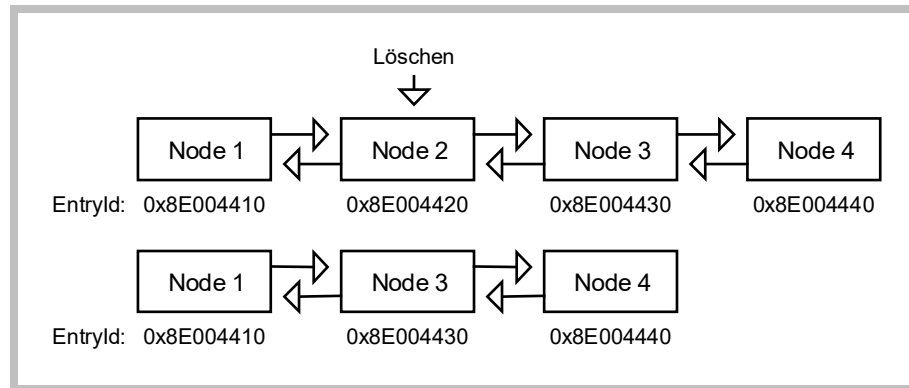 Löschen
Node 1 Node 2 Node 3 Node 4
EntryId: 0x8E004410 0x8E004420 0x8E004430 0x8E004440
Node 1 Node 3 Node 4
EntryId: 0x8E004410 0x8E004430 0x8E004440